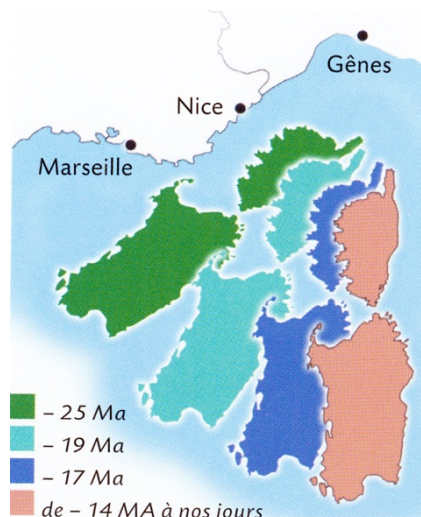 Gênes
Nice
Marseille
– 25 Ma
– 19 Ma
– 17 Ma
de – 14 MA à nos jours